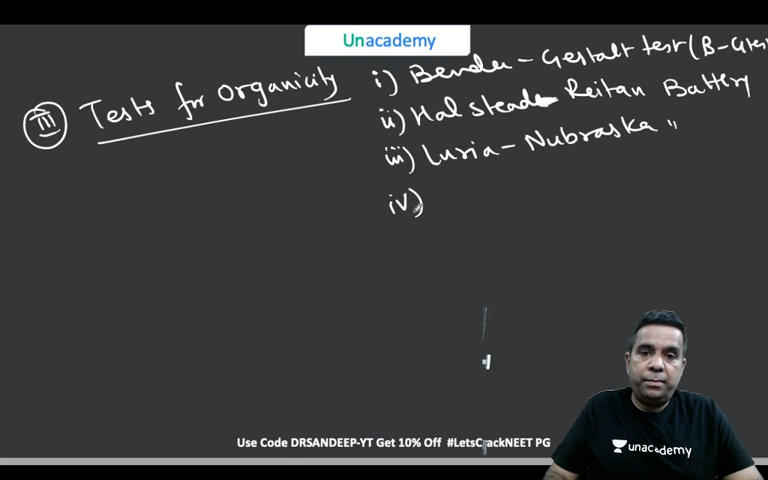 Unacademy
III Tests for Organicity
i) Bender - Gestalt test (B-G test
ii) Halstead Reitan Battery
iii) Luria - Nubraska "
iv)
unacademy
Use Code DRSANDEEP-YT Get 10% Off #LetsCrackNEET PG